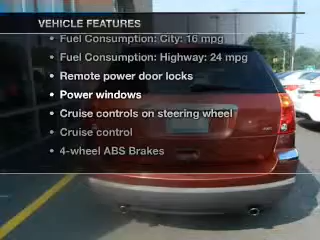 VEHICLE FEATURES
• Fuel Consumption: City: 16 mpg
• Fuel Consumption: Highway: 24 mpg
• Remote power door locks
• Power windows
• Cruise controls on steering wheel
• Cruise control
• 4-wheel ABS Brakes